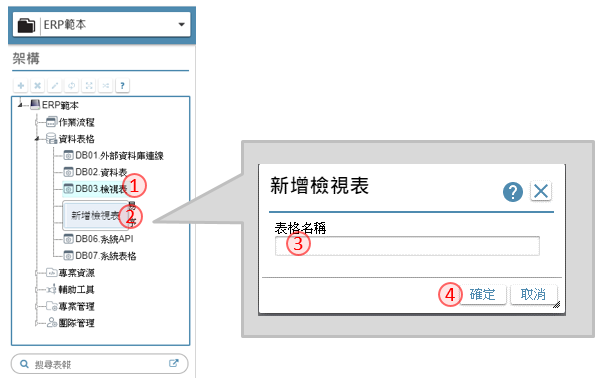 ERP範本
架構
ERP範本
作業流程
資料表格
DB01.外部資料庫連線
DB02.資料表
DB03.檢視表 1
新增檢視表 2
DB06.系統API
DB07.系統表格
專案資源
輔助工具
專案管理
團隊管理
搜尋表報
新增檢視表
?
表格名稱
3
4 確定 取消